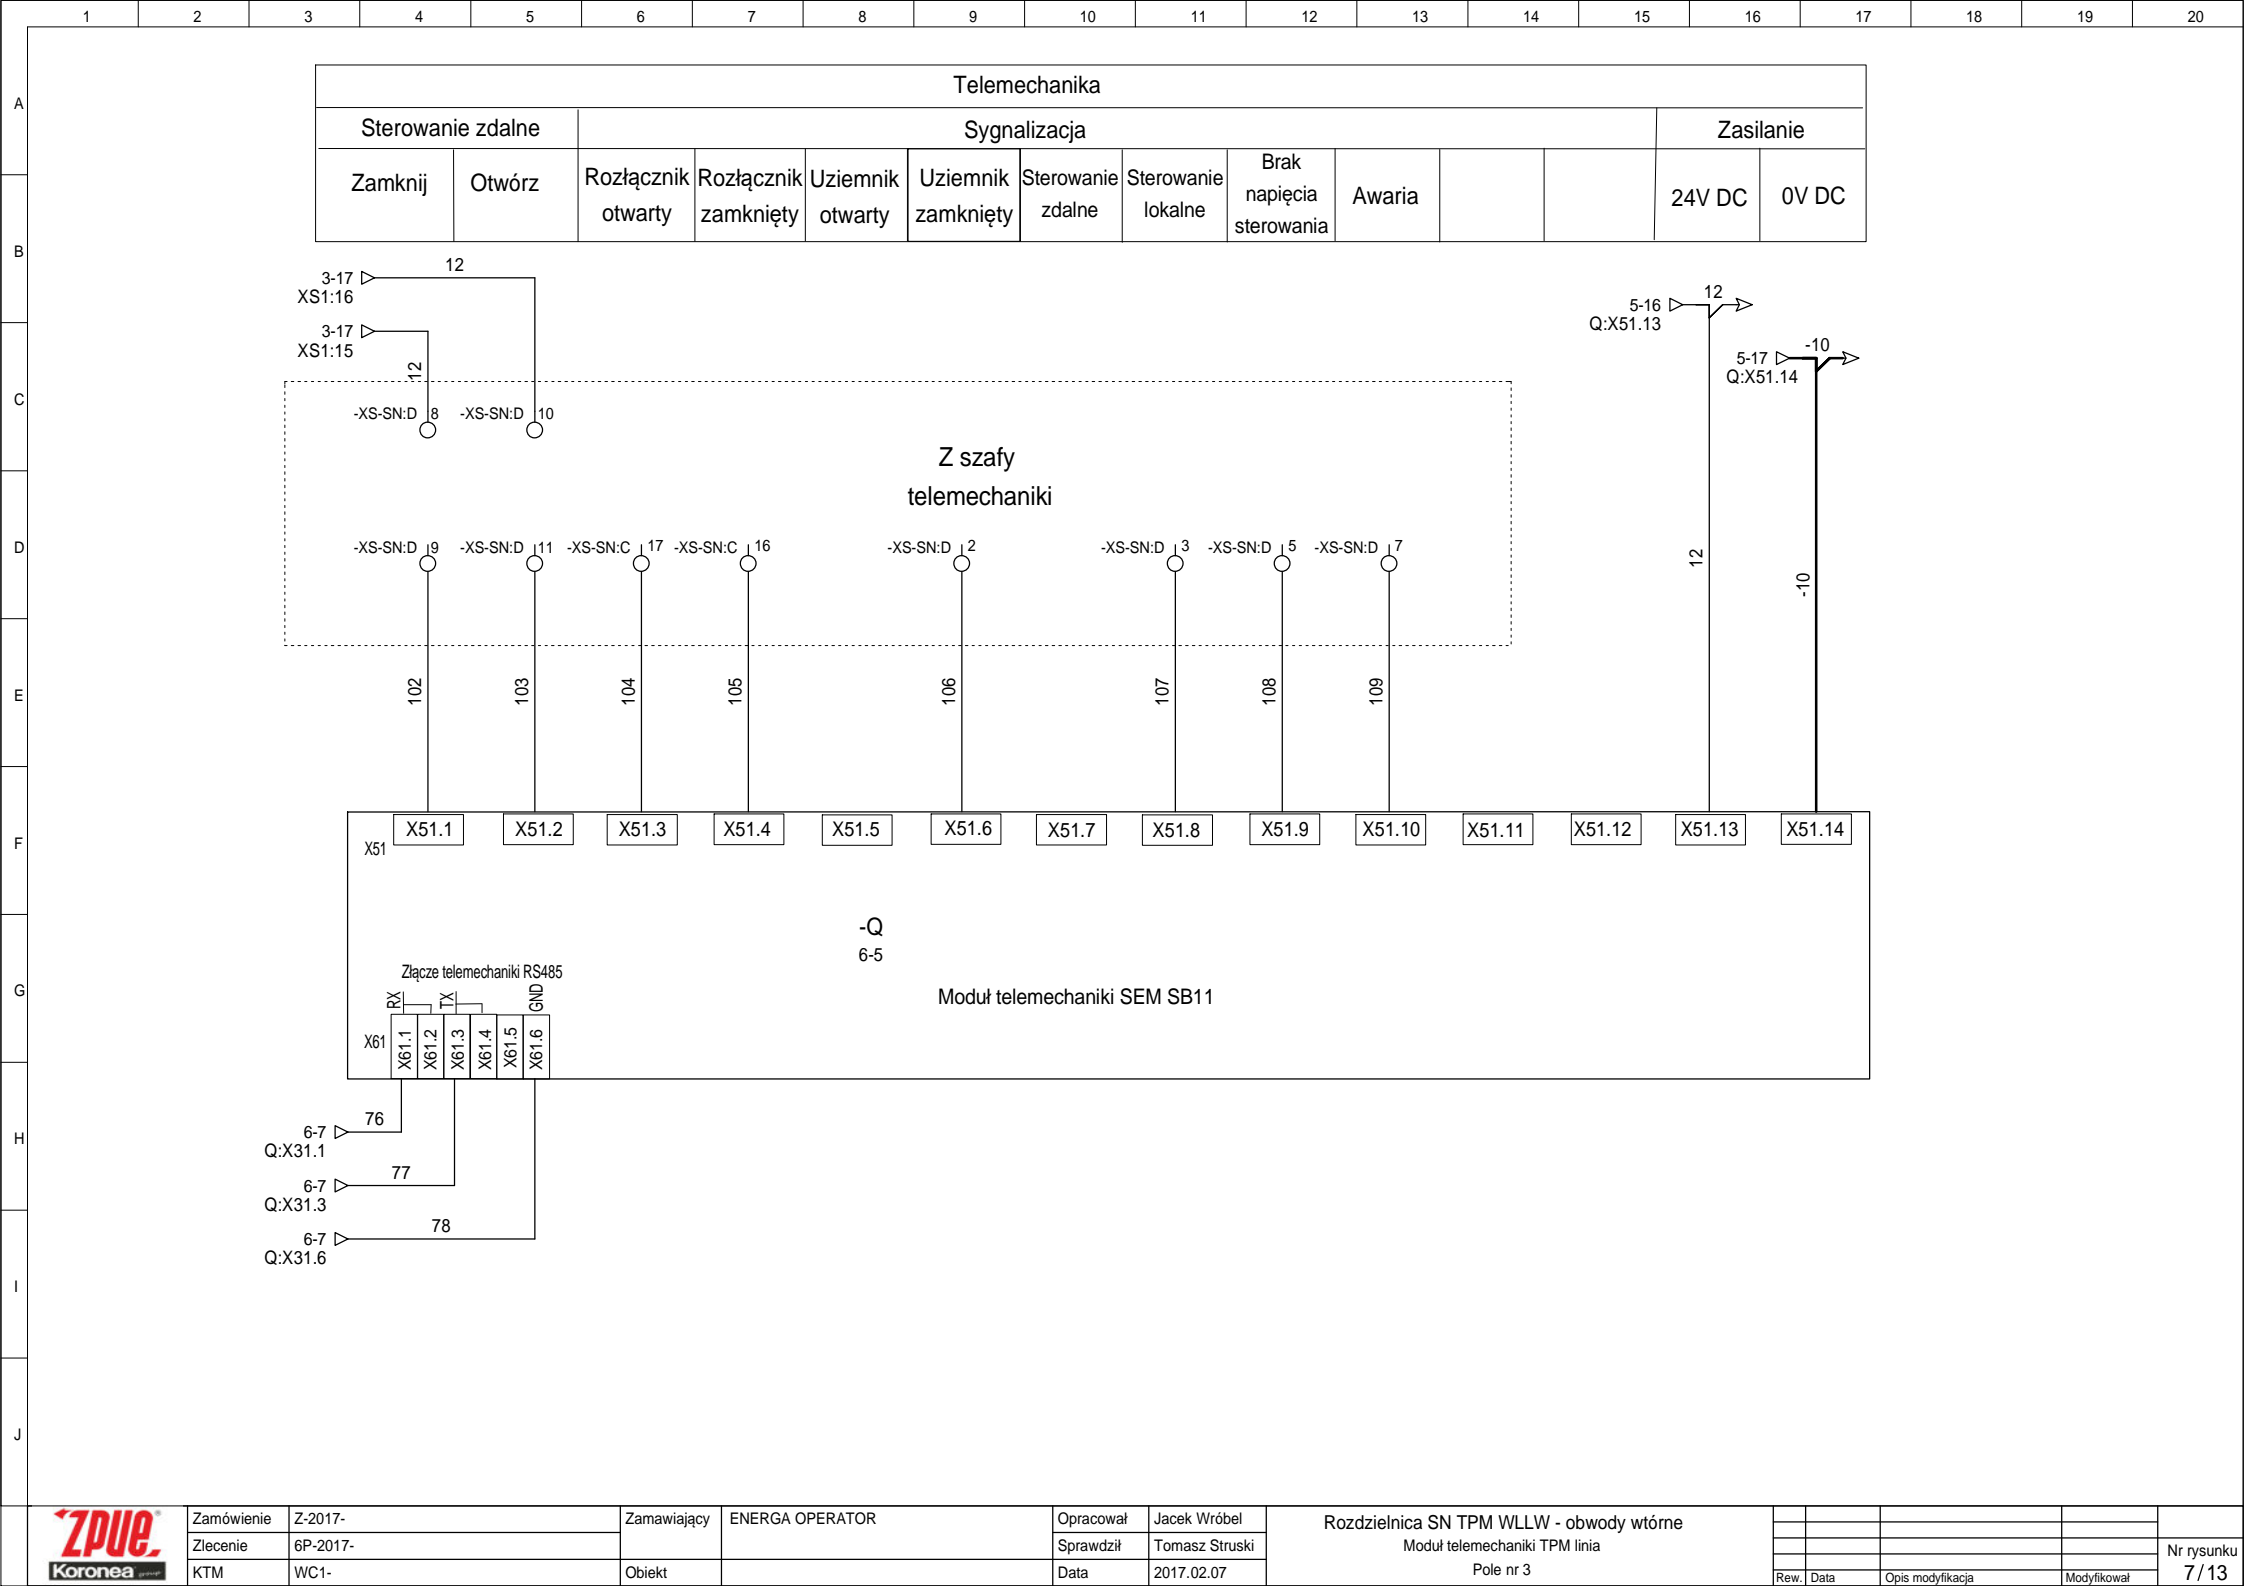 1 2 3 4 5 6 7 8 9 10 11 12 13 14 15 16 17 18 19 20
A
B
C
D
E
F
G
H
I
J
Telemechanika
Sterowanie zdalne Sygnalizacja Zasilanie
Zamknij
Otwórz
Rozłącznik
otwarty
Rozłącznik
zamknięty
Uziemnik
otwarty
Uziemnik
zamknięty
Sterowanie
zdalne
Sterowanie
lokalne
Brak
napięcia
sterowania
Awaria
24V DC
0V DC
3-17 12
XS1:16
3-17
XS1:15
12
5-16 12
Q:X51.13
5-17 -10
Q:X51.14
-XS-SN:D 8 -XS-SN:D 10
Z szafy
telemechaniki
-XS-SN:D 9 -XS-SN:D 11 -XS-SN:C 17 -XS-SN:C 16 -XS-SN:D 2 -XS-SN:D 3 -XS-SN:D 5 -XS-SN:D 7
12 -10
102 103 104 105 106 107 108 109
X51 X51.1 X51.2 X51.3 X51.4 X51.5 X51.6 X51.7 X51.8 X51.9 X51.10 X51.11 X51.12 X51.13 X51.14
-Q
6-5
Moduł telemechaniki SEM SB11
Złącze telemechaniki RS485
RX TX GND
X61 X61.1 X61.2 X61.3 X61.4 X61.5 X61.6
6-7 76
Q:X31.1
6-7 77
Q:X31.3
6-7 78
Q:X31.6
ZPUE
Koronea
Zamówienie Z-2017-
Zlecenie 6P-2017-
KTM WC1-
Zamawiający ENERGA OPERATOR
Obiekt
Opracował Jacek Wróbel
Sprawdził Tomasz Struski
Data 2017.02.07
Rozdzielnica SN TPM WLLW - obwody wtórne
Moduł telemechaniki TPM linia
Pole nr 3
Rew. Data Opis modyfikacja Modyfikował
Nr rysunku
7/13